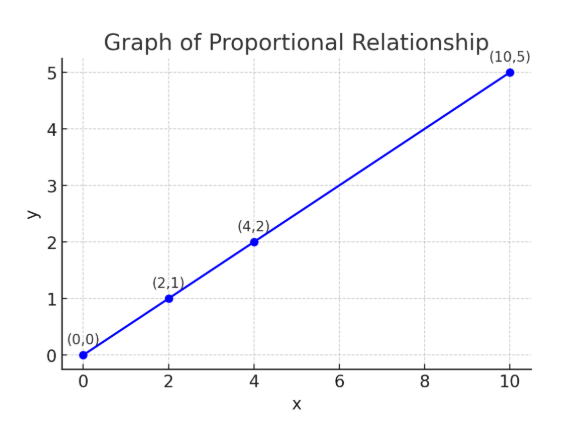 Graph of Proportional Relationship
(10,5)
5
4
3
(4,2)
2
y
(2,1)
1
(0,0)
0
0 2 4 6 8 10
x